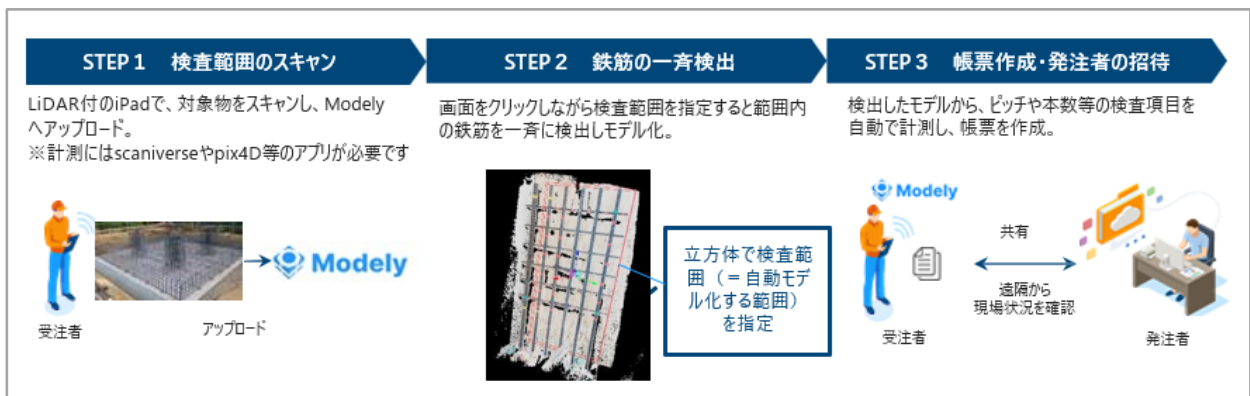 STEP 1 検査範囲のスキャン
LiDAR付のiPadで、対象物をスキャンし、Modely
へアップロード。
※計測にはscaniverseやpix4D等のアプリが必要です
Modely
受注者
アップロード
STEP 2 鉄筋の一斉検出
画面をクリックしながら検査範囲を指定すると範囲内
の鉄筋を一斉に検出しモデル化。
立方体で検査範
囲（＝自動モデ
ル化する範囲）
を指定
STEP 3 帳票作成・発注者の招待
検出したモデルから、ピッチや本数等の検査項目を
自動で計測し、帳票を作成。
Modely
共有
遠隔から
現場状況を確認
受注者
発注者